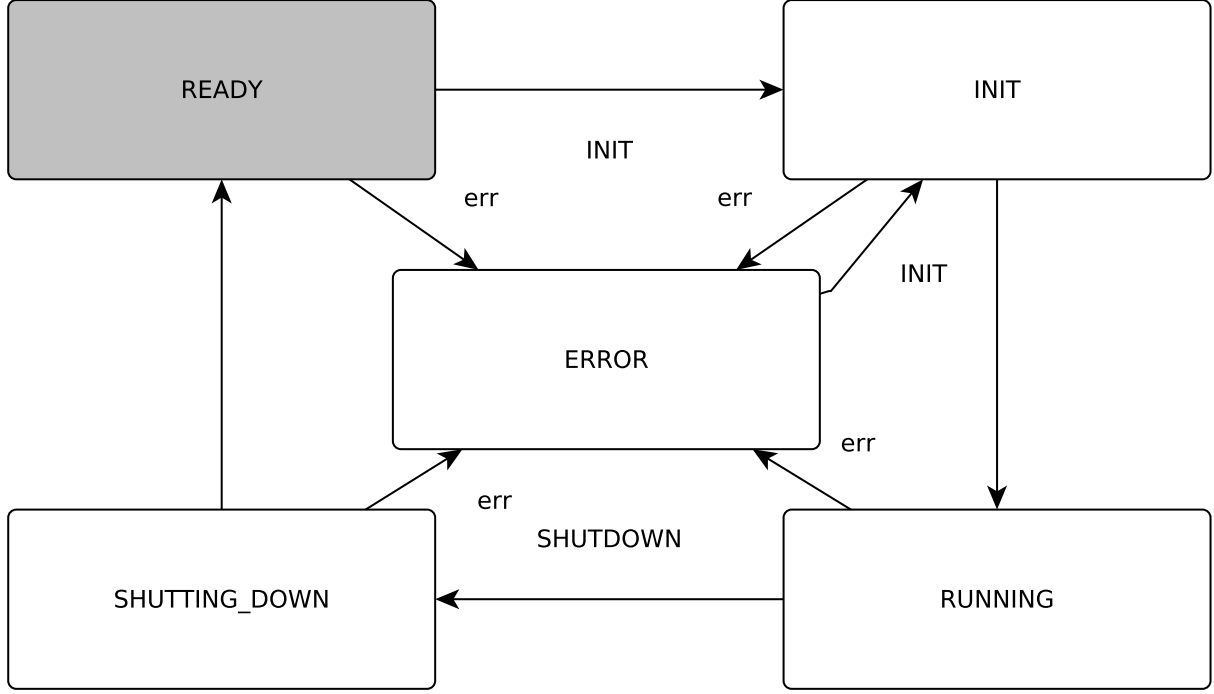 READY
INIT
INIT
err
err
INIT
ERROR
err
err
SHUTDOWN
SHUTTING_DOWN
RUNNING